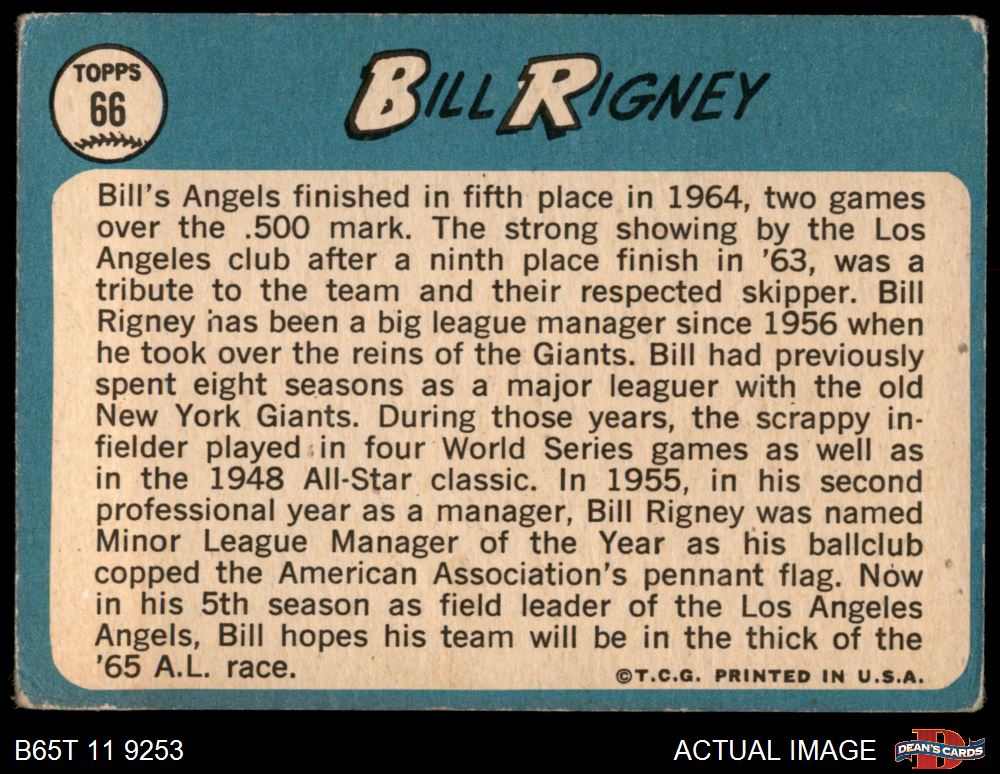 TOPPS
66
BILL RIGNEY
Bill's Angels finished in fifth place in 1964, two games
over the .500 mark. The strong showing by the Los
Angeles club after a ninth place finish in '63, was a
tribute to the team and their respected skipper. Bill
Rigney has been a big league manager since 1956 when
he took over the reins of the Giants. Bill had previously
spent eight seasons as a major leaguer with the old
New York Giants. During those years, the scrappy in-
fielder played in four World Series games as well as
in the 1948 All-Star classic. In 1955, in his second
professional year as a manager, Bill Rigney was named
Minor League Manager of the Year as his ballclub
copped the American Association's pennant flag. Now
in his 5th season as field leader of the Los Angeles
Angels, Bill hopes his team will be in the thick of the
'65 A.L. race.
©T.C.G. PRINTED IN U.S.A.
B65T 11 9253
ACTUAL IMAGE
D
DEAN'S CARDS